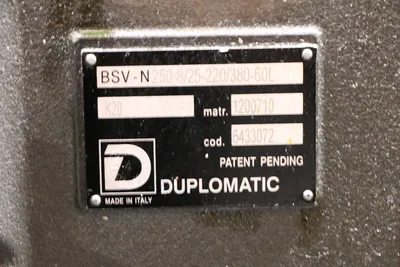 BSV-N 250-8/25-220/380-60L
K20 matr. 1200710
cod. 6433072
PATENT PENDING
D DUPLOMATIC
MADE IN ITALY